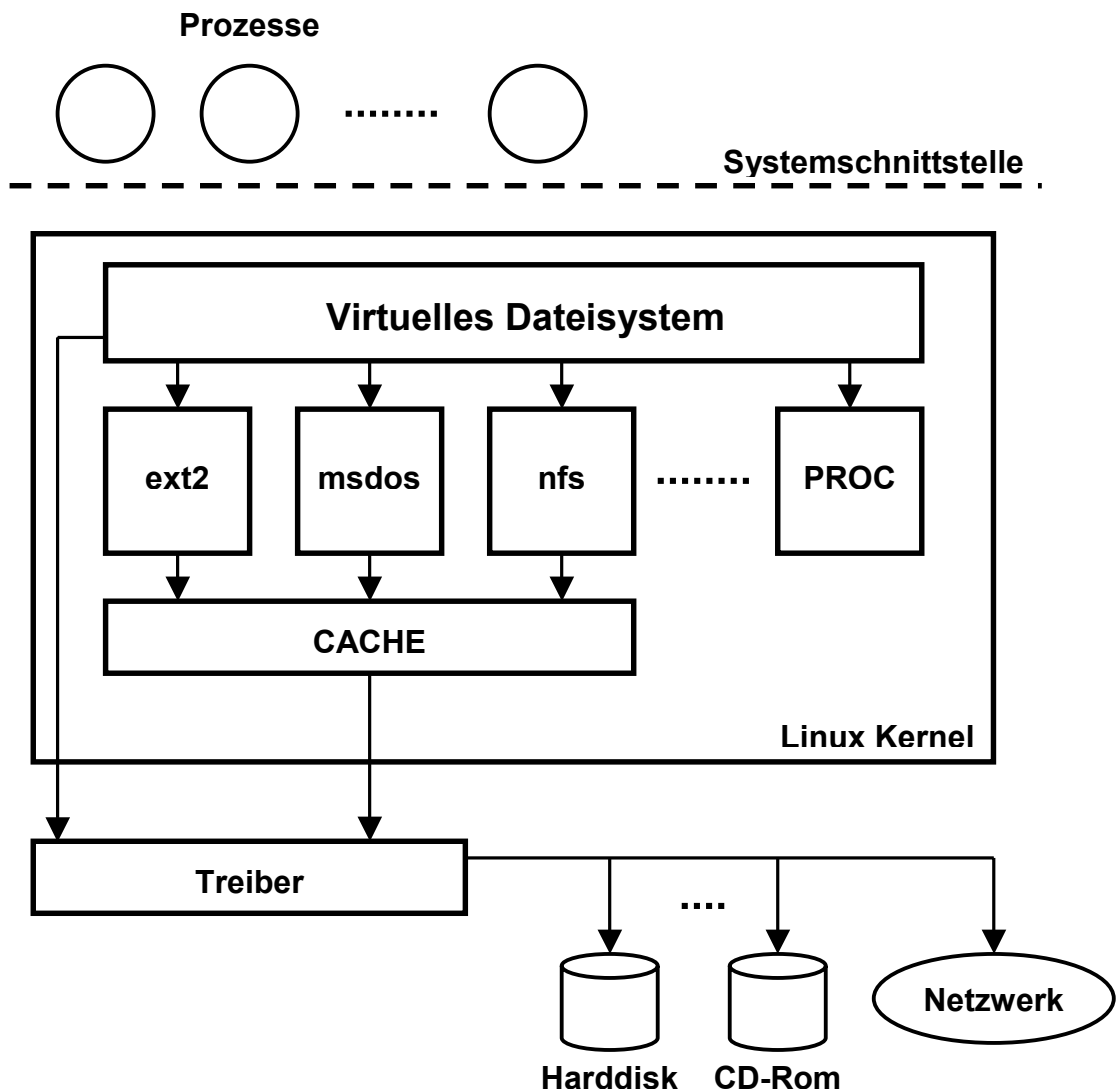 Prozesse
........
Systemschnittstelle
Virtuelles Dateisystem
ext2
msdos
nfs
........
PROC
CACHE
Linux Kernel
Treiber
....
Netzwerk
Harddisk
CD-Rom